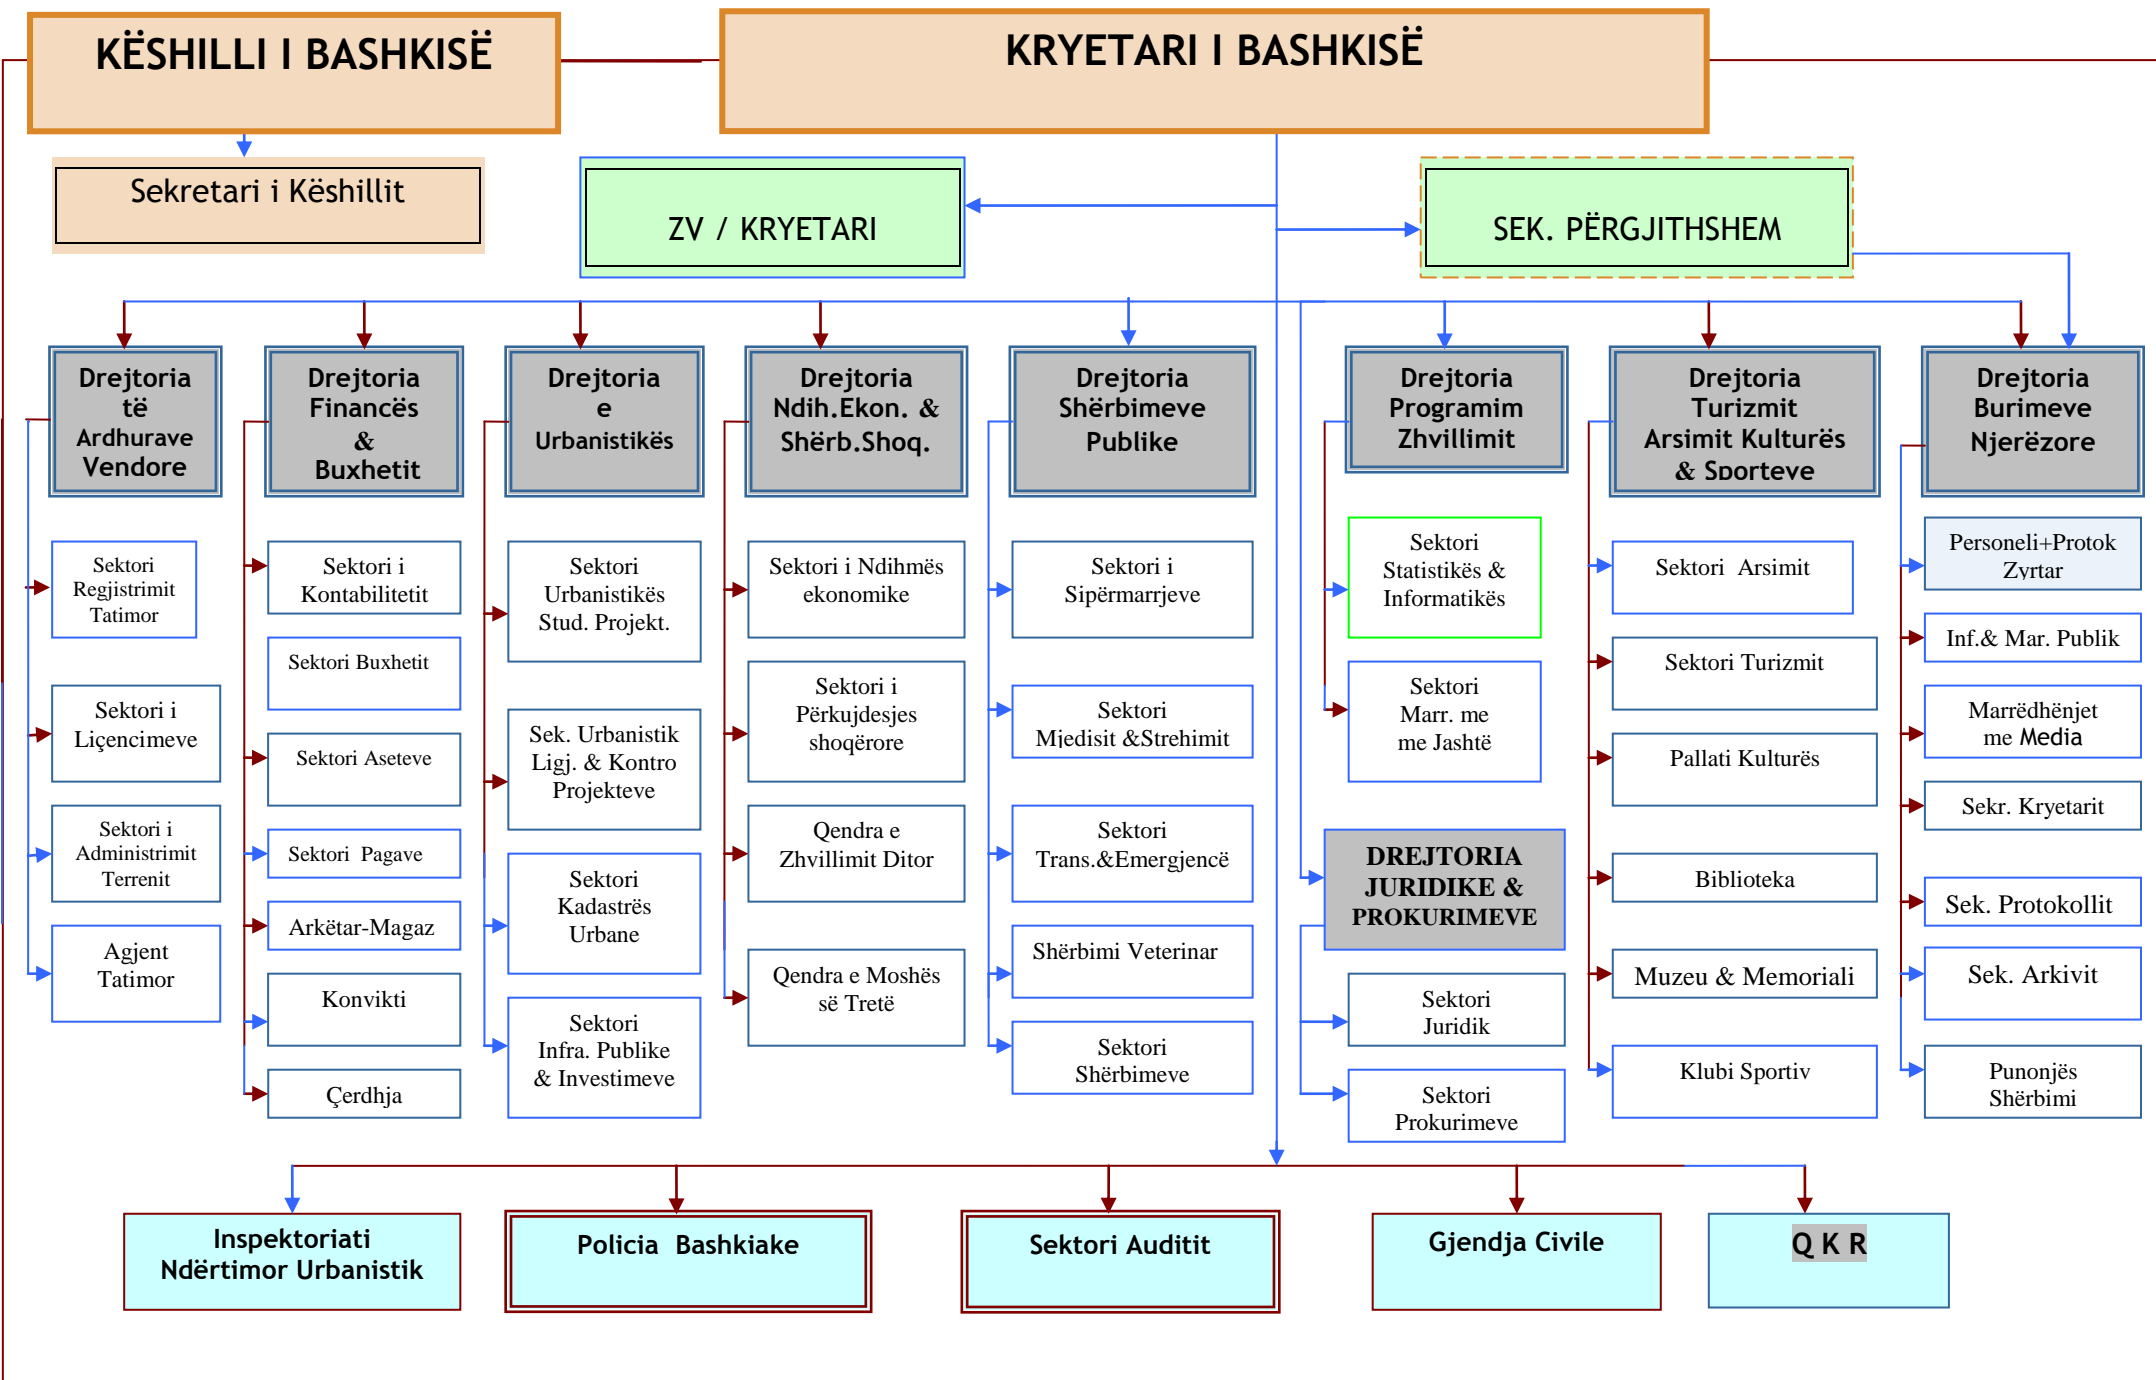 KËSHILLI I BASHKISË
KRYETARI I BASHKISË
Sekretari i Këshillit
ZV / KRYETARI
SEK. PËRGJITHSHEM
Drejtoria
të
Ardhurave
Vendore
Drejtoria
Financës
&
Buxhetit
Drejtoria
e
Urbanistikës
Drejtoria
Ndih.Ekon. &
Shërb.Shoq.
Drejtoria
Shërbimeve
Publike
Drejtoria
Programim
Zhvillimit
Drejtoria
Turizmit
Arsimit Kulturës
& Sporteve
Drejtoria
Burimeve
Njerëzore
Sektori
Regjistrimit
Tatimor
Sektori i
Liçencimeve
Sektori i
Administrimit
Terrenit
Agjent
Tatimor
Sektori i
Kontabilitetit
Sektori Buxhetit
Sektori Aseteve
Sektori  Pagave
Arkëtar-Magaz
Konvikti
Çerdhja
Sektori
Urbanistikës
Stud. Projekt.
Sek. Urbanistik
Ligj. & Kontro
Projekteve
Sektori
Kadastrës
Urbane
Sektori
Infra. Publike
& Investimeve
Sektori i Ndihmës
ekonomike
Sektori i
Përkujdesjes
shoqërore
Qendra e
Zhvillimit Ditor
Qendra e Moshës
së Tretë
Sektori i
Sipërmarrjeve
Sektori
Mjedisit &Strehimit
Sektori
Trans.&Emergjencë
Shërbimi Veterinar
Sektori
Shërbimeve
Sektori
Statistikës &
Informatikës
Sektori
Marr. me
me Jashtë
DREJTORIA
JURIDIKE &
PROKURIMEVE
Sektori
Juridik
Sektori
Prokurimeve
Sektori  Arsimit
Sektori Turizmit
Pallati Kulturës
Biblioteka
Muzeu & Memoriali
Klubi Sportiv
Personeli+Protok
Zyrtar
Inf.& Mar. Publik
Marrëdhënjet
me Media
Sekr. Kryetarit
Sek. Protokollit
Sek. Arkivit
Punonjës
Shërbimi
Inspektoriati
Ndërtimor Urbanistik
Policia  Bashkiake
Sektori Auditit
Gjendja Civile
Q K R